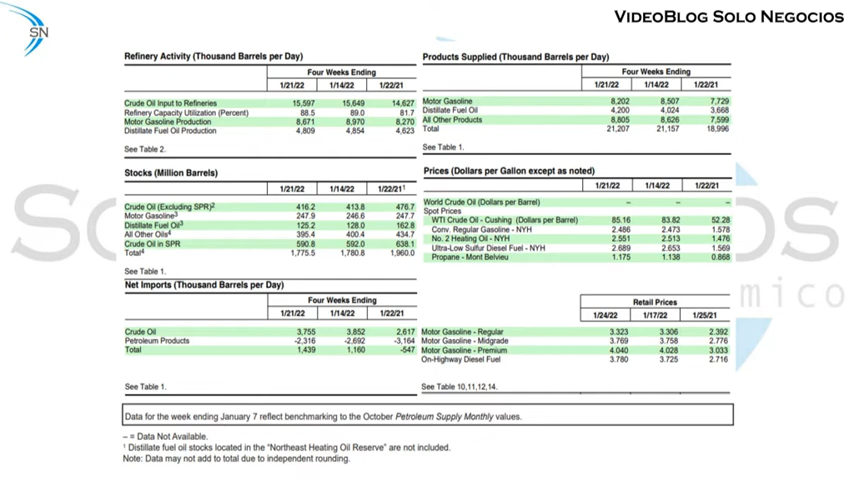 SN
VIDEOBLOG SOLO NEGOCIOS
Refinery Activity (Thousand Barrels per Day)
Four Weeks Ending
1/21/22 1/14/22 1/22/21
Crude Oil Input to Refineries 15,597 15,649 14,627
Refinery Capacity Utilization (Percent) 88.5 89.0 81.7
Motor Gasoline Production 8,671 8,970 8,270
Distillate Fuel Oil Production 4,809 4,854 4,623
See Table 2.
Products Supplied (Thousand Barrels per Day)
Four Weeks Ending
1/21/22 1/14/22 1/22/21
Motor Gasoline 8,202 8,507 7,729
Distillate Fuel Oil 4,200 4,024 3,668
All Other Products 8,805 8,626 7,599
Total 21,207 21,157 18,996
See Table 1.
Stocks (Million Barrels)
1/21/22 1/14/22 1/22/21¹
Crude Oil (Excluding SPR)² 416.2 413.8 476.7
Motor Gasoline³ 247.9 246.6 247.7
Distillate Fuel Oil³ 125.2 128.0 162.8
All Other Oils⁴ 395.4 400.4 434.7
Crude Oil in SPR 590.8 592.0 638.1
Total⁴ 1,775.5 1,780.8 1,960.0
See Table 1.
Prices (Dollars per Gallon except as noted)
1/21/22 1/14/22 1/22/21
World Crude Oil (Dollars per Barrel) – – –
Spot Prices
WTI Crude Oil - Cushing (Dollars per Barrel) 85.16 83.82 52.28
Conv. Regular Gasoline - NYH 2.486 2.473 1.578
No. 2 Heating Oil - NYH 2.551 2.513 1.476
Ultra-Low Sulfur Diesel Fuel - NYH 2.689 2.653 1.569
Propane - Mont Belvieu 1.175 1.138 0.868
Net Imports (Thousand Barrels per Day)
Four Weeks Ending
1/21/22 1/14/22 1/22/21
Crude Oil 3,755 3,852 2,617
Petroleum Products -2,316 -2,692 -3,164
Total 1,439 1,160 -547
See Table 1.
Retail Prices
1/24/22 1/17/22 1/25/21
Motor Gasoline - Regular 3.323 3.306 2.392
Motor Gasoline - Midgrade 3.769 3.758 2.776
Motor Gasoline - Premium 4.040 4.028 3.033
On-Highway Diesel Fuel 3.780 3.725 2.716
See Table 10,11,12,14.
Data for the week ending January 7 reflect benchmarking to the October Petroleum Supply Monthly values.
– = Data Not Available.
¹ Distillate fuel oil stocks located in the "Northeast Heating Oil Reserve" are not included.
Note: Data may not add to total due to independent rounding.